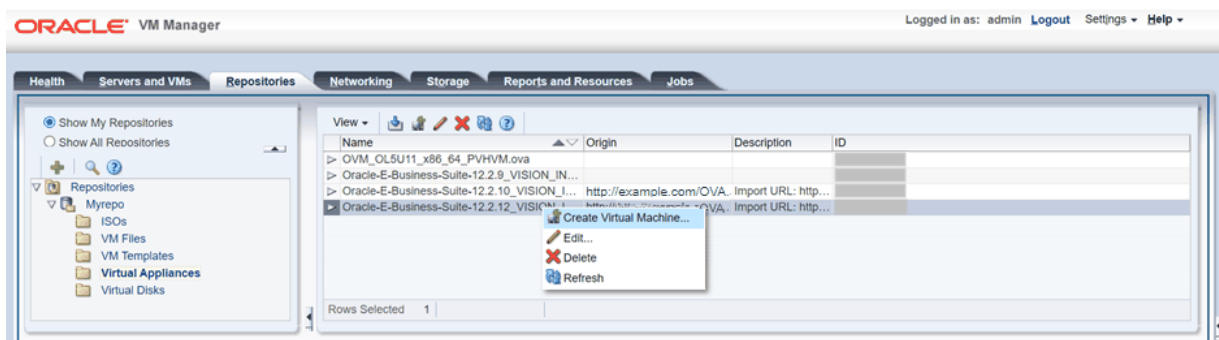 ORACLE VM Manager
Logged in as: admin Logout Settings Help
Health Servers and VMs Repositories Networking Storage Reports and Resources Jobs
Show My Repositories
Show All Repositories
Repositories
Myrepo
ISOs
VM Files
VM Templates
Virtual Appliances
Virtual Disks
View
Name Origin Description ID
OVM_OL5U11_x86_64_PVHVM.ova
Oracle-E-Business-Suite-12.2.9_VISION_IN...
Oracle-E-Business-Suite-12.2.10_VISION_I... http://example.com/OVA. Import URL: http...
Oracle-E-Business-Suite-12.2.12_VISION_I Import URL: http...
Create Virtual Machine...
Edit...
Delete
Refresh
Rows Selected 1